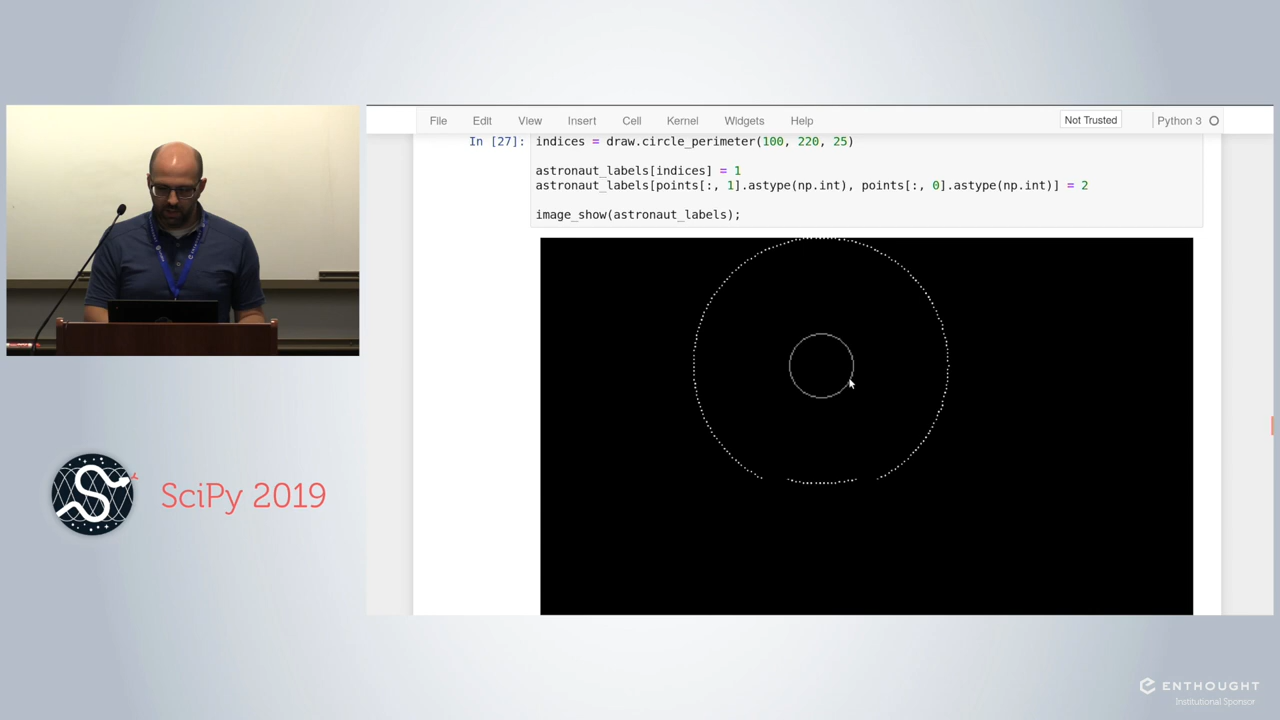 File Edit View Insert Cell Kernel Widgets Help Not Trusted Python 3
In [27]: indices = draw.circle_perimeter(100, 220, 25)
astronaut_labels[indices] = 1
astronaut_labels[points[:, 1].astype(np.int), points[:, 0].astype(np.int)] = 2
image_show(astronaut_labels);
SciPy 2019
ENTHOUGHT
Institutional Sponsor